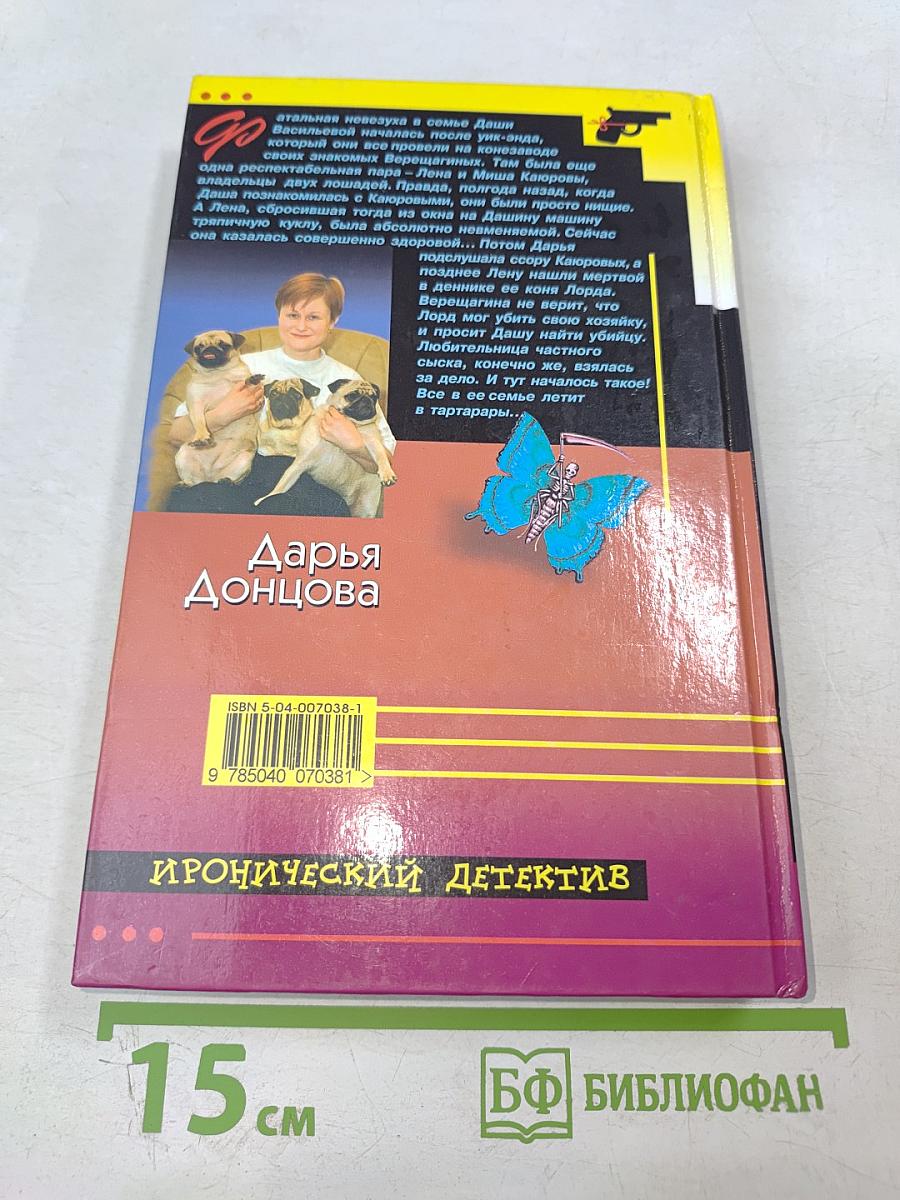 Фатальная невезуха в семье Даши
Васильевой началась после уик-энда,
который они все провели на конезаводе
своих знакомых Верещагиных. Там была еще
одна респектабельная пара – Лена и Миша Каюровы,
владельцы двух лошадей. Правда, полгода назад, когда
Даша познакомилась с Каюровыми, они были просто нищие.
А Лена, сбросившая тогда из окна на Дашину машину
тряпичную куклу, была абсолютно невменяемой. Сейчас
она казалась совершенно здоровой... Потом Дарья
подслушала ссору Каюровых, а
позднее Лену нашли мертвой
в деннике ее коня Лорда.
Верещагина не верит, что
Лорд мог убить свою хозяйку,
и просит Дашу найти убийцу.
Любительница частного
сыска, конечно же, взялась
за дело. И тут началось такое!
Все в ее семье летит
в тартарары...
Дарья
Донцова
ISBN 5-04-007038-1
9 785040 070381 >
ИРОНИЧЕСКИЙ ДЕТЕКТИВ
15 см
БФ БИБЛИОФАН